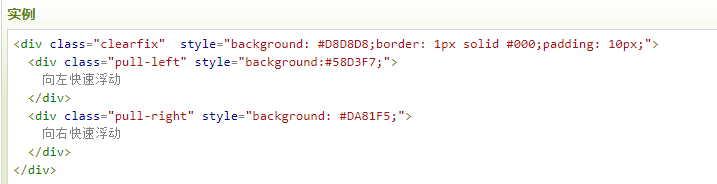 实例
<div class="clearfix"  style="background: #D8D8D8;border: 1px solid #000;padding: 10px;">
  <div class="pull-left" style="background:#58D3F7;">
    向左快速浮动
  </div>
  <div class="pull-right" style="background: #DA81F5;">
    向右快速浮动
  </div>
</div>